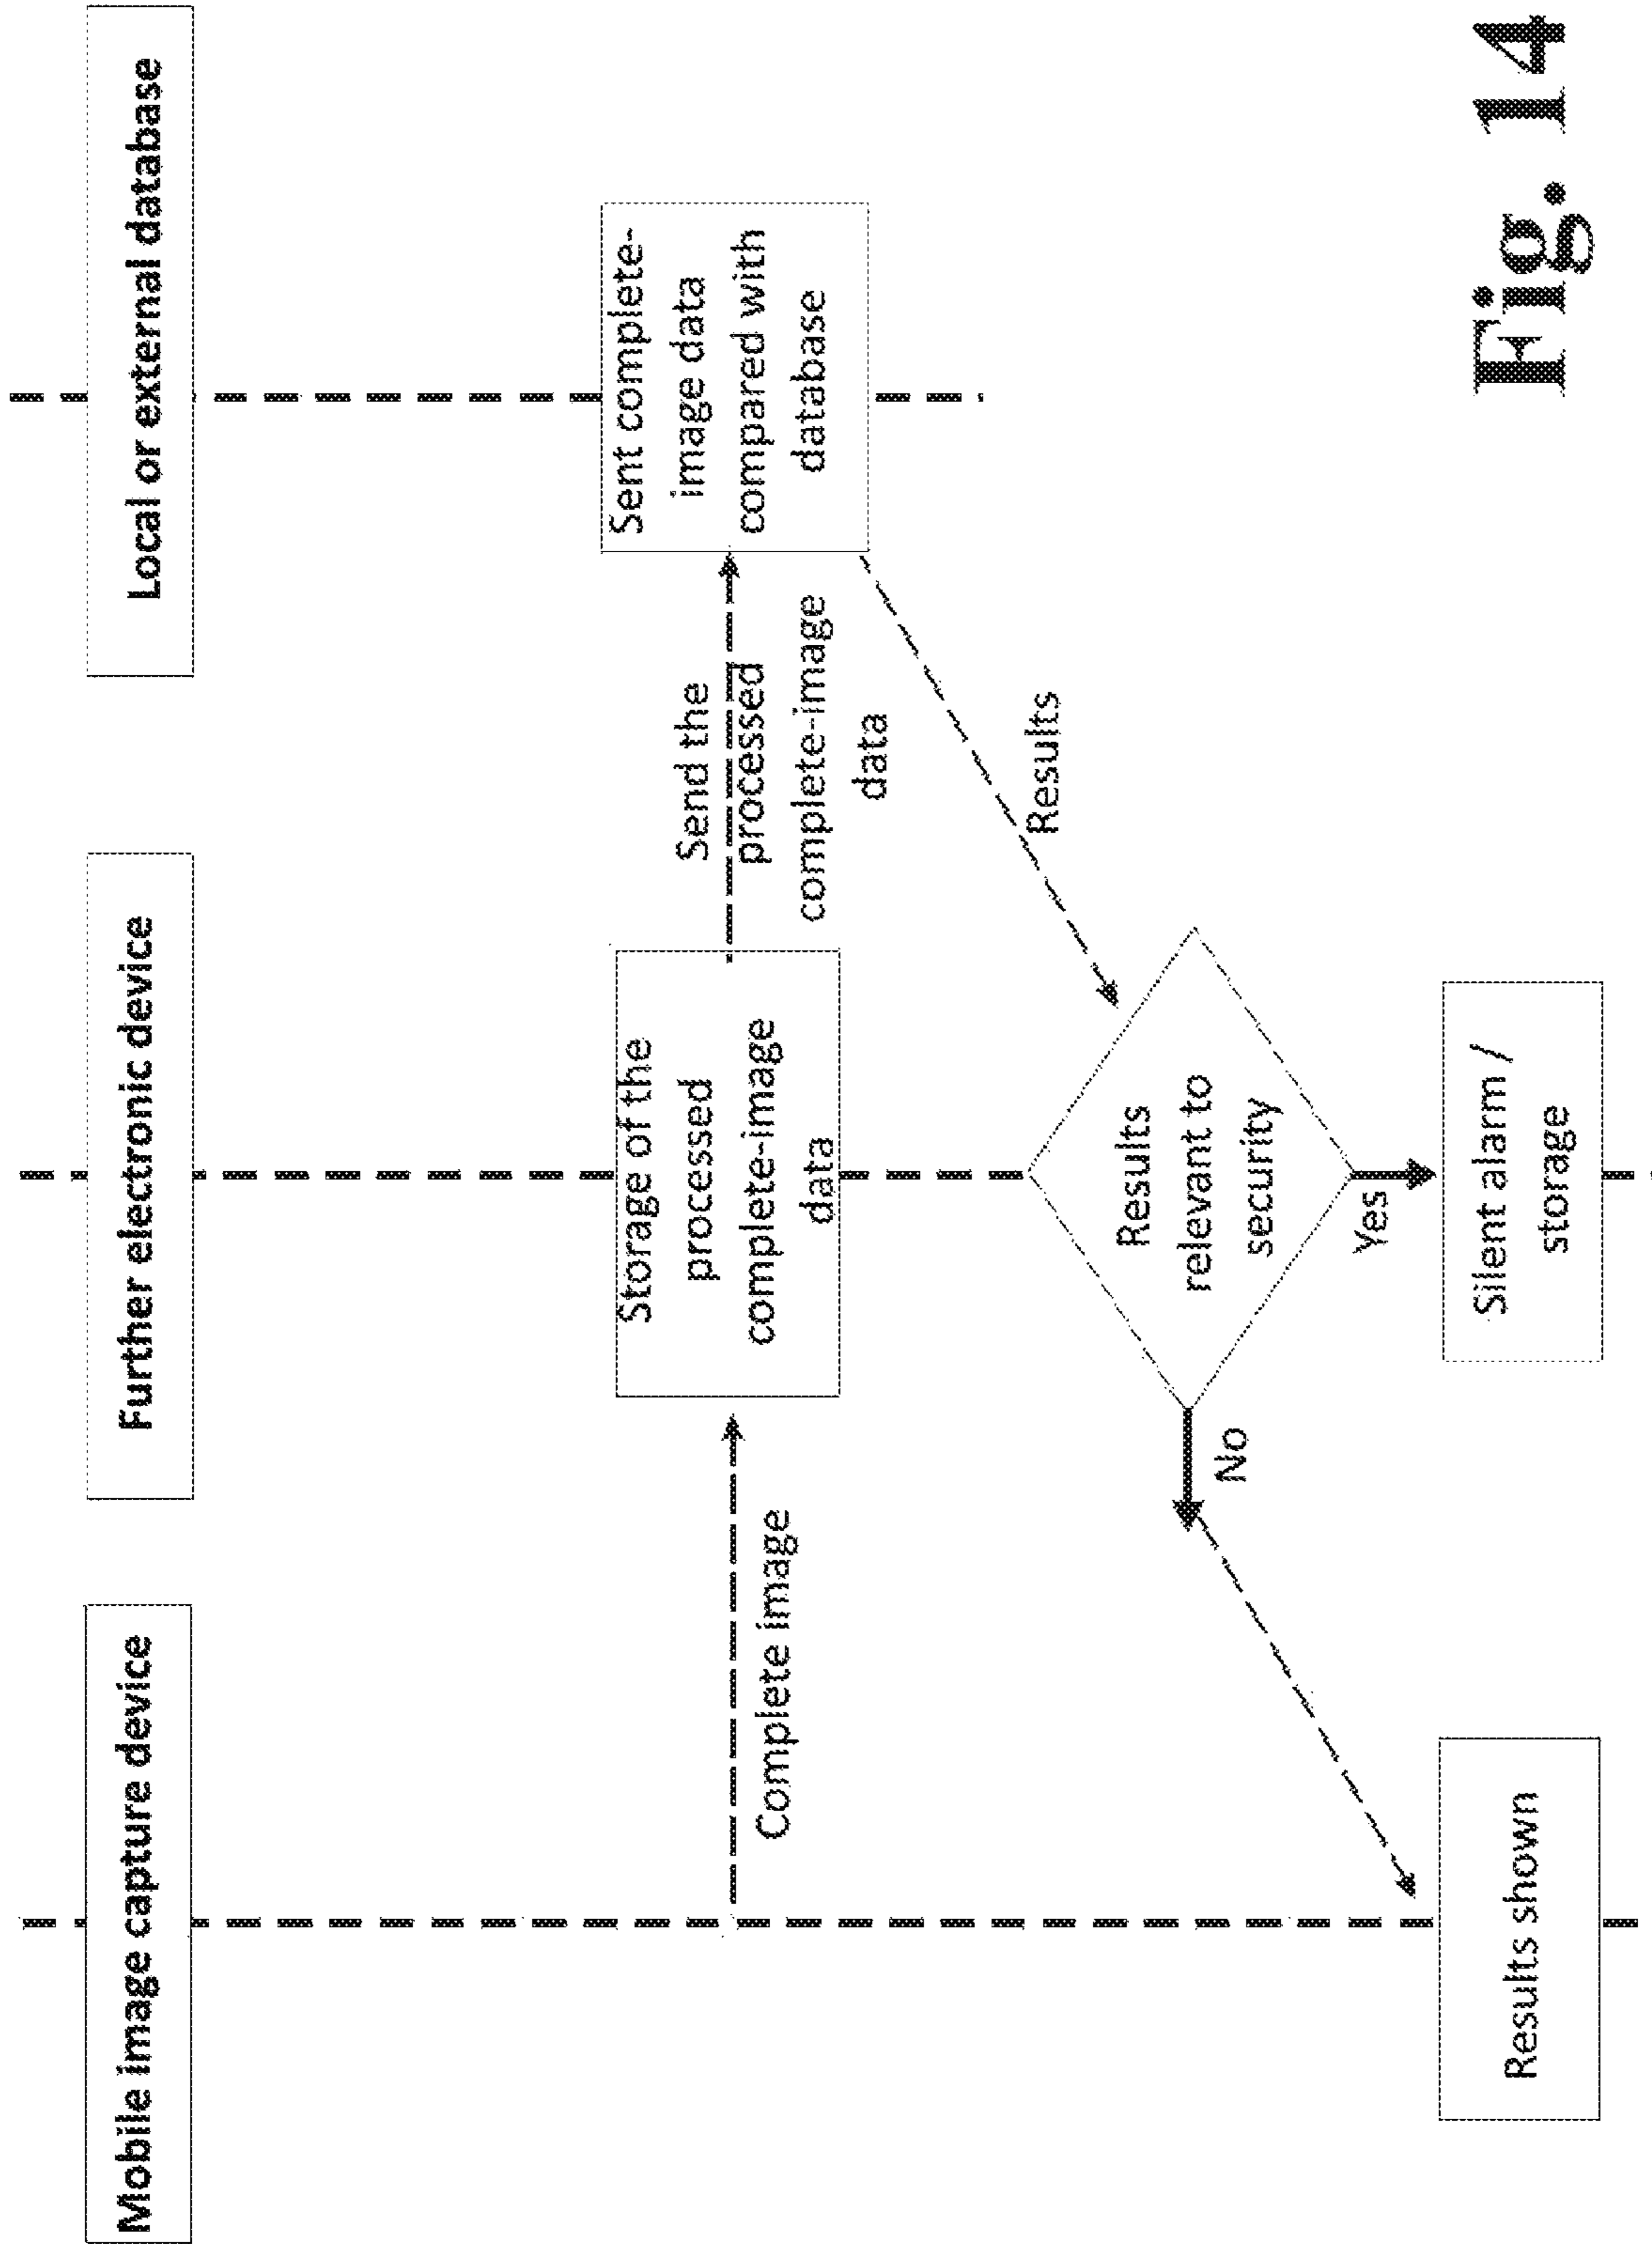 Mobile image capture device
Further electronic device
Local or external database
Complete image
Storage of the
processed
complete-image
data
Send the
processed
complete-image
data
Sent complete-
image data
compared with
database
Results
Results
relevant to
security
No
Yes
Results shown
Silent alarm /
storage
Fig. 14